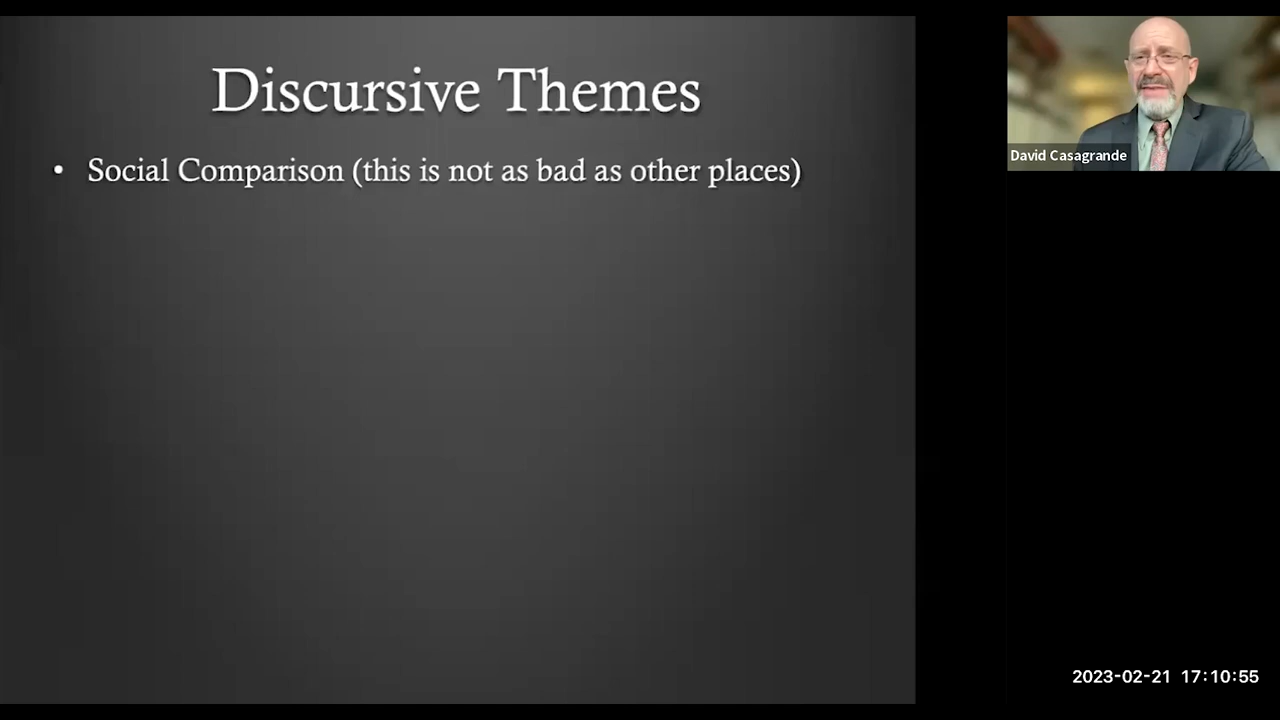 Discursive Themes
• Social Comparison (this is not as bad as other places)
David Casagrande
2023-02-21 17:10:55